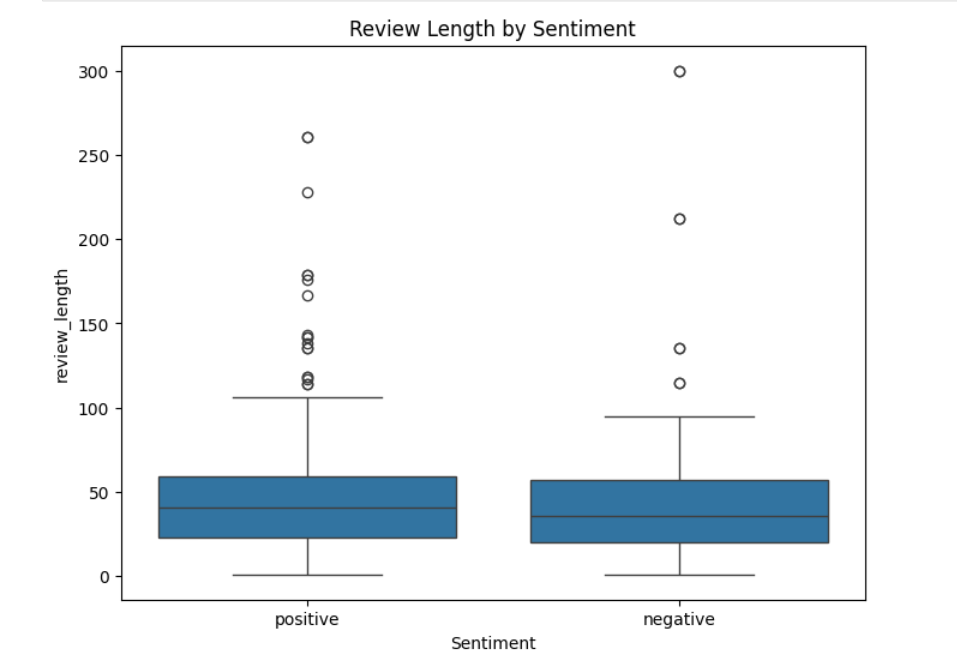 Review Length by Sentiment
300
250
200
150
100
50
0
review_length
positive
negative
Sentiment